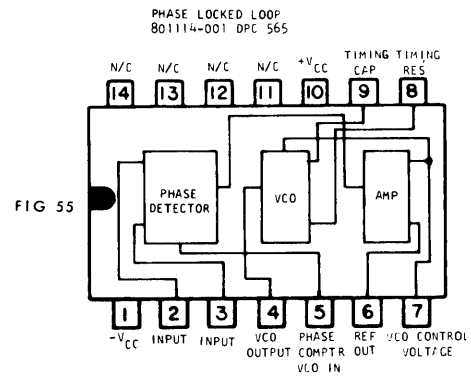 PHASE LOCKED LOOP
801114-001 DPC 565
TIMING TIMING
N/C N/C N/C N/C +VCC CAP RES
14 13 12 11 10 9 8
PHASE
DETECTOR
VCO
AMP
FIG 55
1 2 3 4 5 6 7
-VCC INPUT INPUT VCO PHASE REF VCO CONTROL
OUTPUT COMPTR OUT VOLTAGE
VCO IN